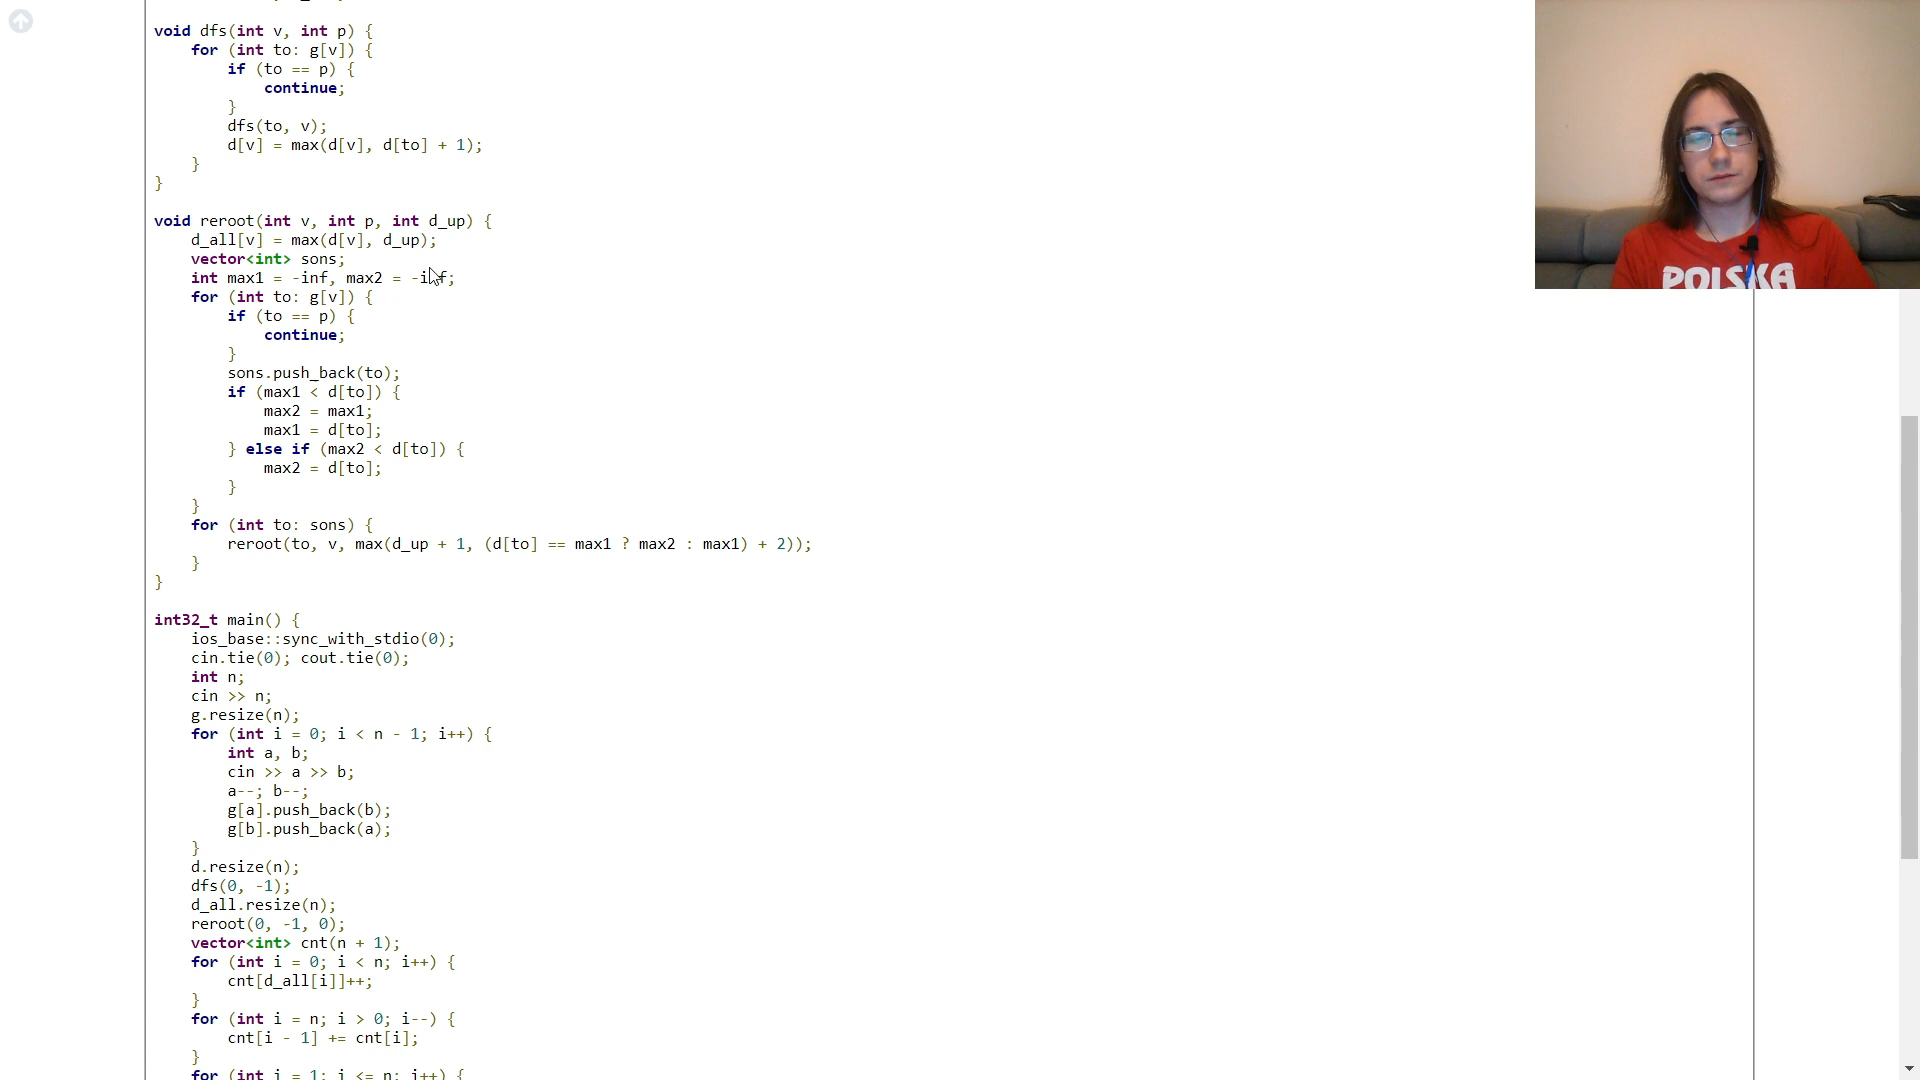 void dfs(int v, int p) {
for (int to: g[v]) {
if (to == p) {
continue;
}
dfs(to, v);
d[v] = max(d[v], d[to] + 1);
}
}
void reroot(int v, int p, int d_up) {
d_all[v] = max(d[v], d_up);
vector<int> sons;
int max1 = -inf, max2 = -inf;
for (int to: g[v]) {
if (to == p) {
continue;
}
sons.push_back(to);
if (max1 < d[to]) {
max2 = max1;
max1 = d[to];
} else if (max2 < d[to]) {
max2 = d[to];
}
}
for (int to: sons) {
reroot(to, v, max(d_up + 1, (d[to] == max1 ? max2 : max1) + 2));
}
}
int32_t main() {
ios_base::sync_with_stdio(0);
cin.tie(0); cout.tie(0);
int n;
cin >> n;
g.resize(n);
for (int i = 0; i < n - 1; i++) {
int a, b;
cin >> a >> b;
a--; b--;
g[a].push_back(b);
g[b].push_back(a);
}
d.resize(n);
dfs(0, -1);
d_all.resize(n);
reroot(0, -1, 0);
vector<int> cnt(n + 1);
for (int i = 0; i < n; i++) {
cnt[d_all[i]]++;
}
for (int i = n; i > 0; i--) {
cnt[i - 1] += cnt[i];
}
for (int i = 1; i <= n; i++) {
POLSKA